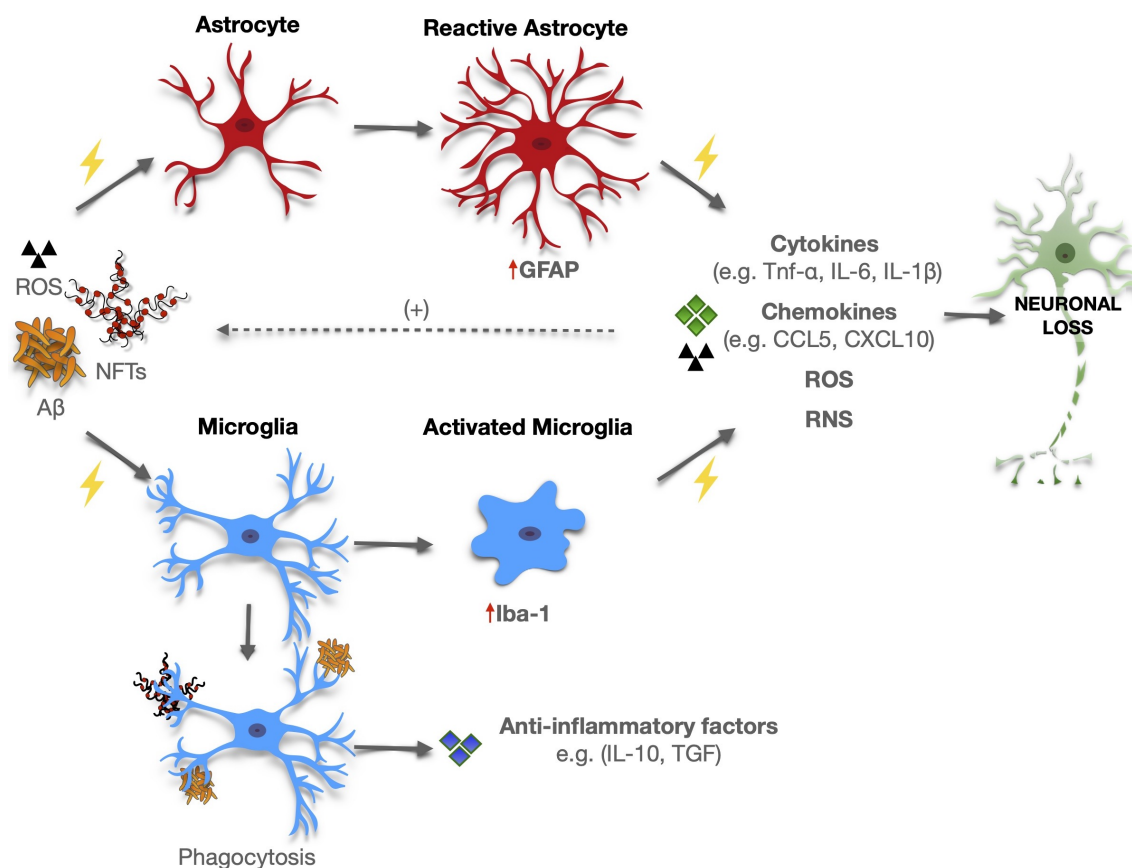 Astrocyte
Reactive Astrocyte
↑GFAP
ROS
NFTs
Aβ
(+)
Cytokines
(e.g. Tnf-α, IL-6, IL-1β)
Chemokines
(e.g. CCL5, CXCL10)
ROS
RNS
NEURONAL
LOSS
Microglia
Activated Microglia
↑Iba-1
Anti-inflammatory factors
e.g. (IL-10, TGF)
Phagocytosis